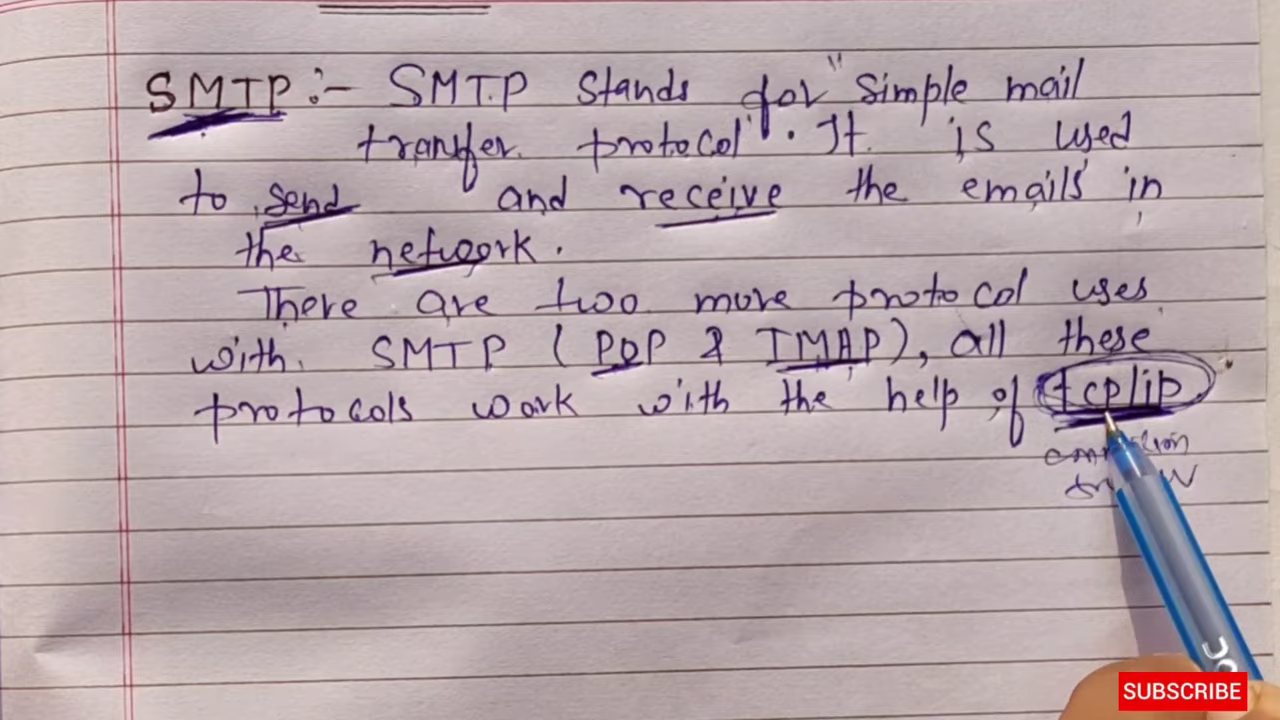 SMTP :- SMTP stands for "Simple mail
transfer protocol". It is used
to send and receive the emails in
the network.
There are two more protocol uses
with SMTP (POP & IMAP), all these
protocols work with the help of tcp/ip
SUBSCRIBE